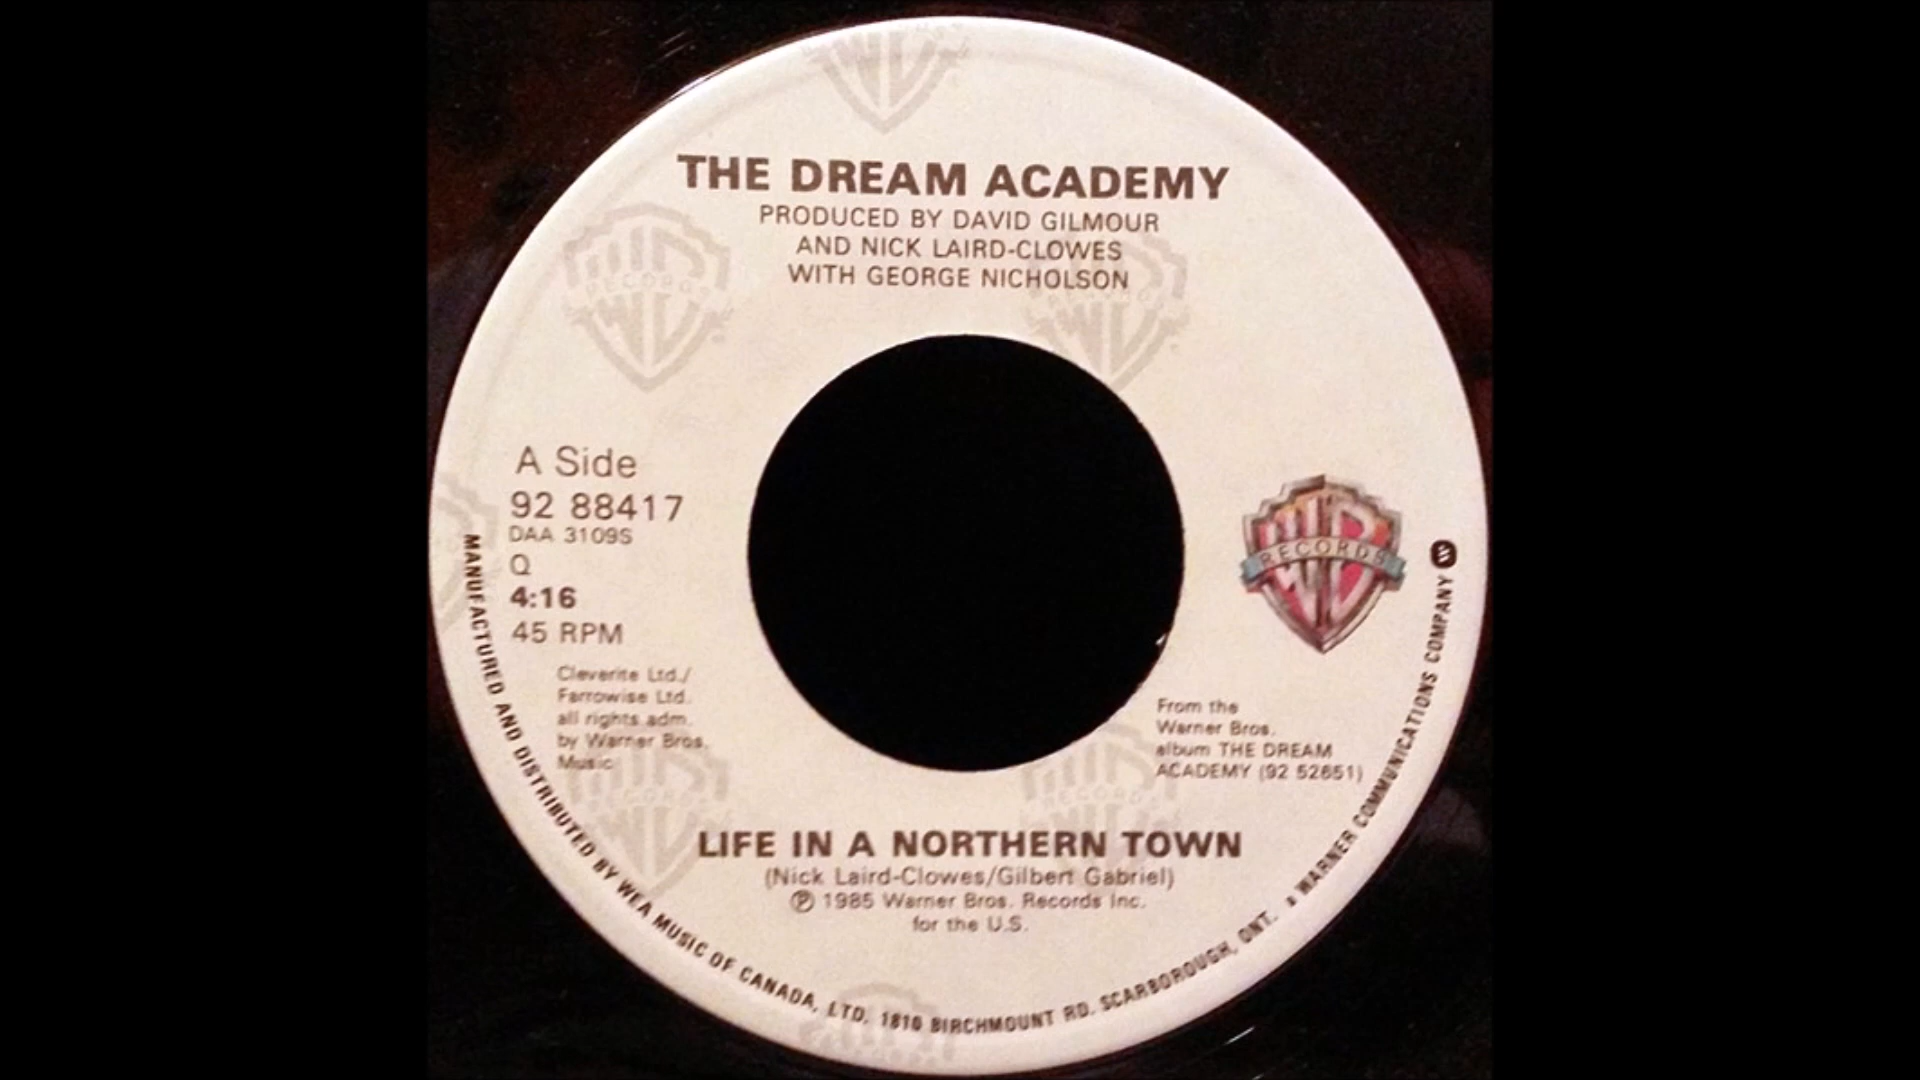 THE DREAM ACADEMY
PRODUCED BY DAVID GILMOUR
AND NICK LAIRD-CLOWES
WITH GEORGE NICHOLSON
A Side
92 88417
DAA 3109S
Q
4:16
45 RPM
Cleverite Ltd./
Farrowise Ltd.
all rights adm.
by Warner Bros.
Music
RECORDS
From the
Warner Bros.
album THE DREAM
ACADEMY (92 52651)
LIFE IN A NORTHERN TOWN
(Nick Laird-Clowes/Gilbert Gabriel)
℗ 1985 Warner Bros. Records Inc.
for the U.S.
MANUFACTURED AND DISTRIBUTED BY WEA MUSIC OF CANADA, LTD. 1810 BIRCHMOUNT RD. SCARBOROUGH, ONT. a WARNER COMMUNICATIONS COMPANY